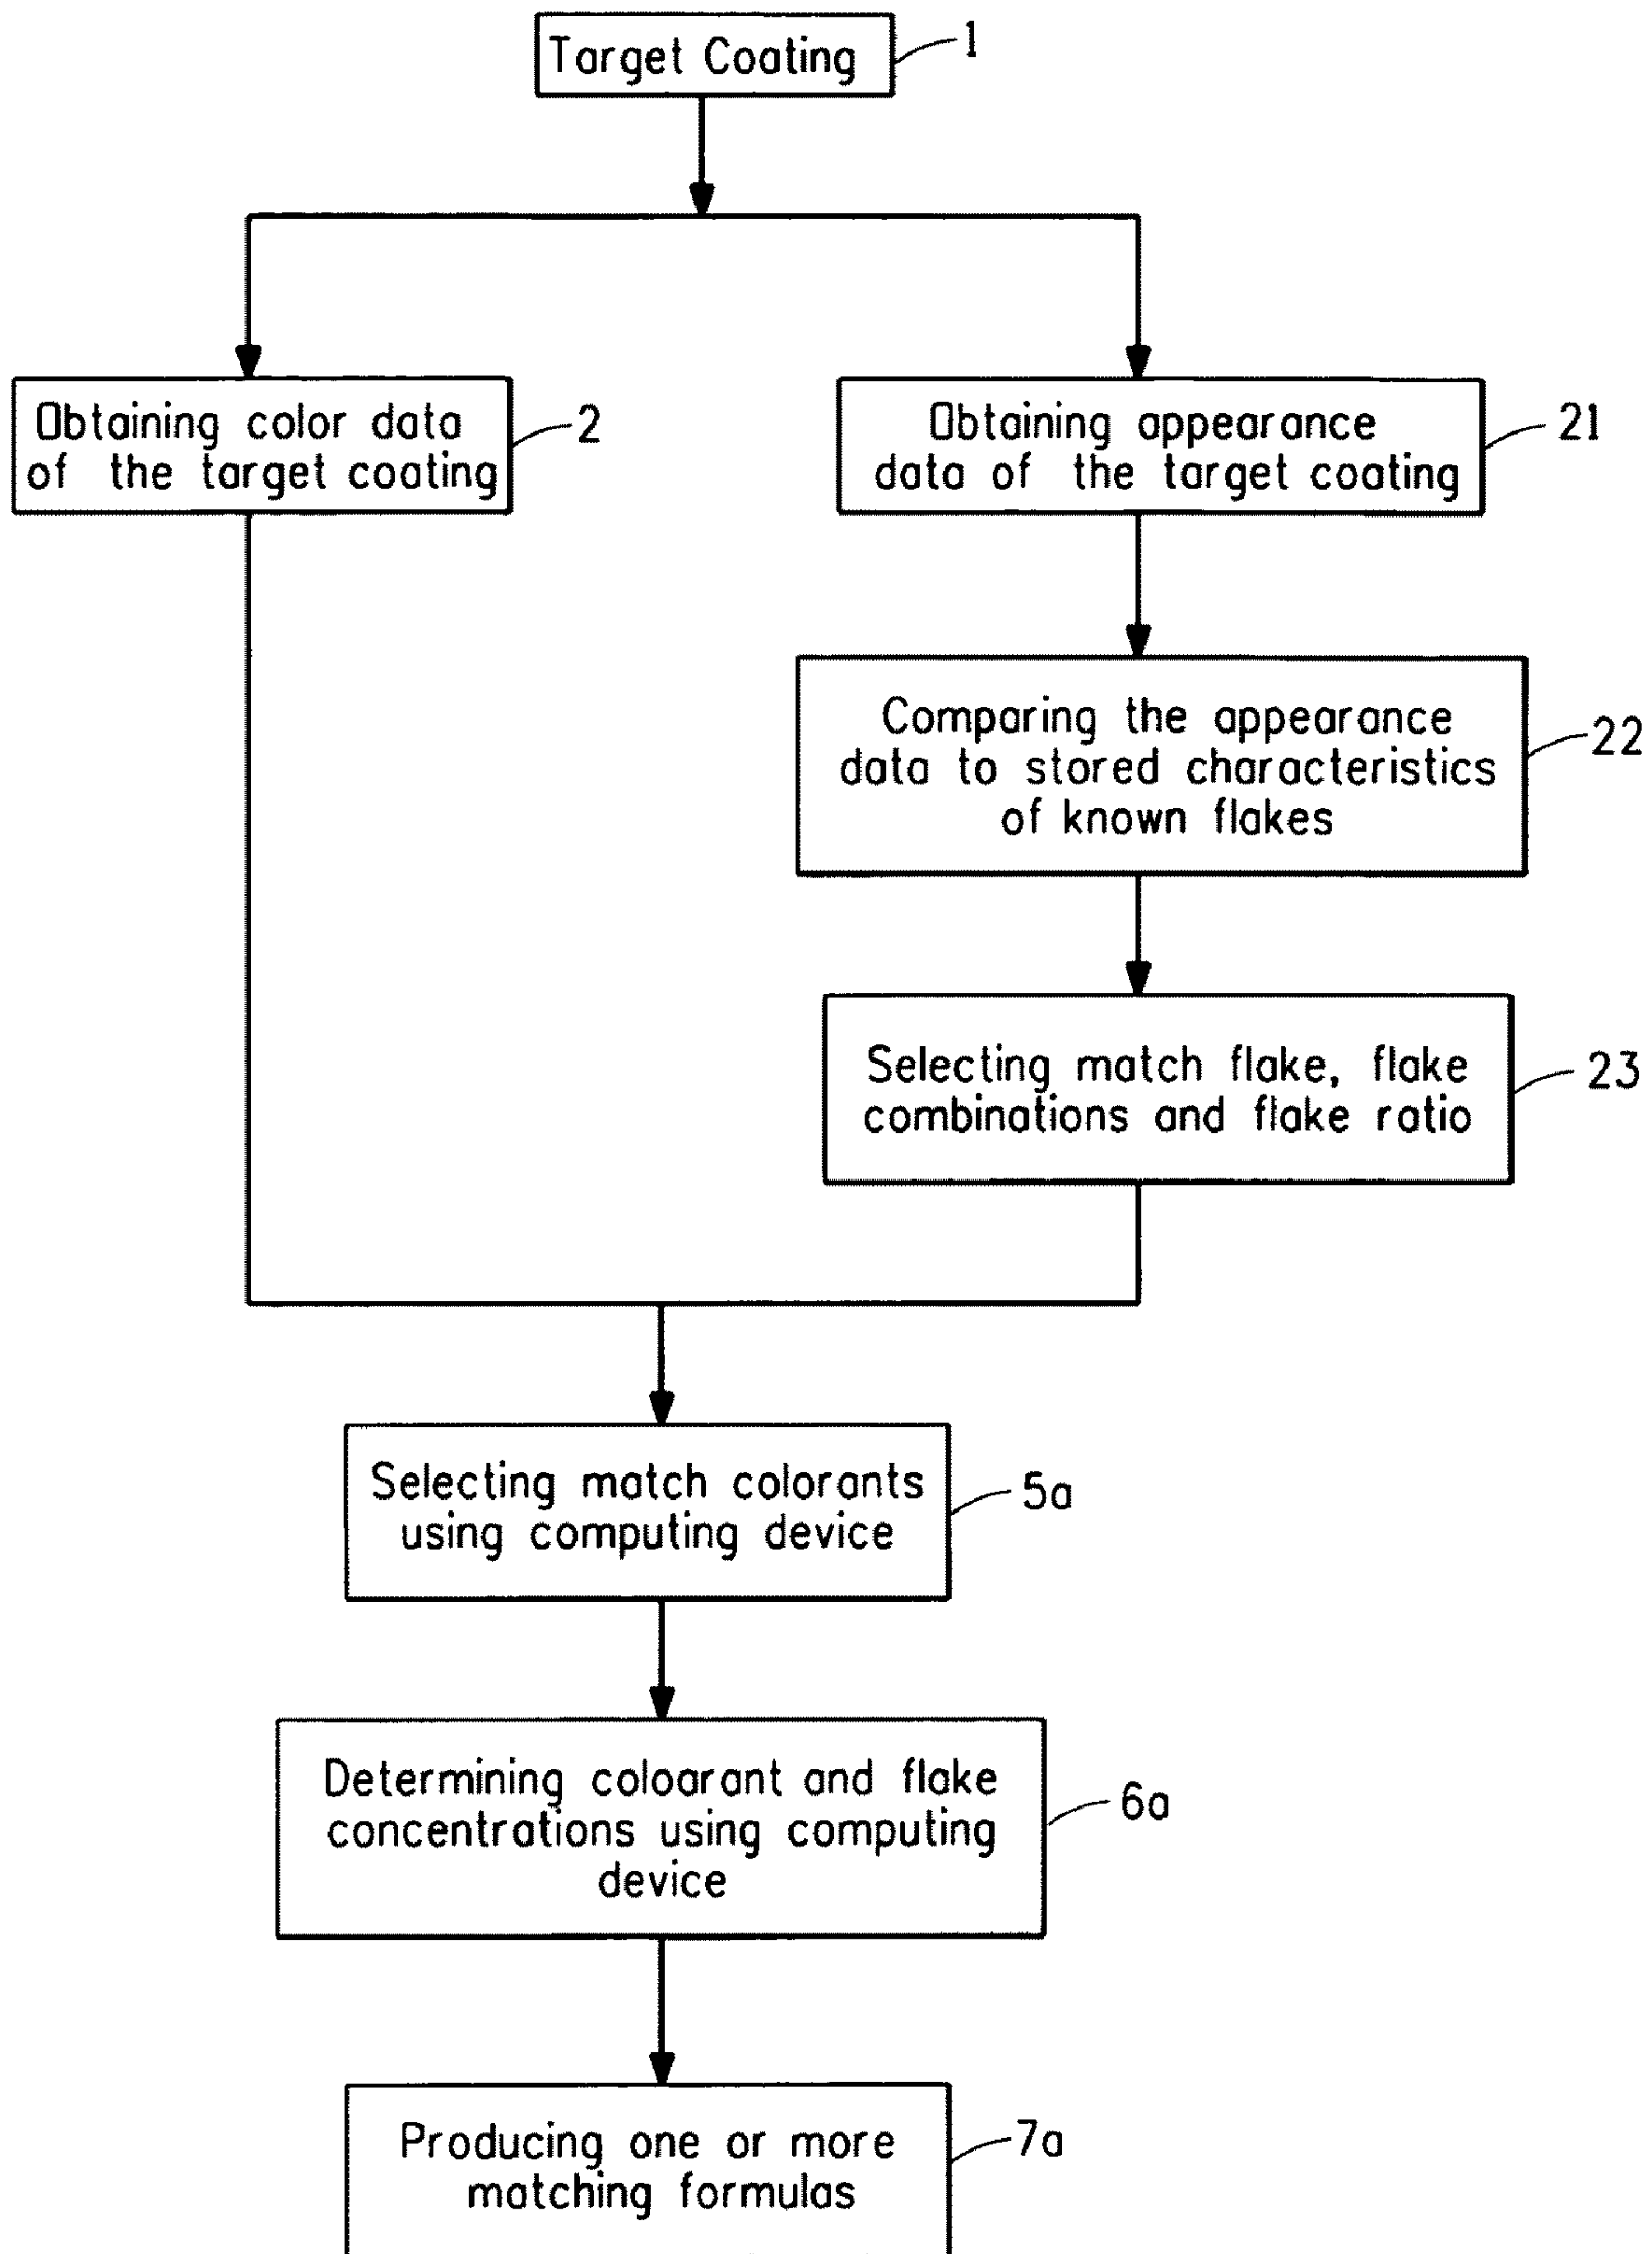 Target Coating
1
Obtaining color data
of the target coating
2
Obtaining appearance
data of the target coating
21
Comparing the appearance
data to stored characteristics
of known flakes
22
Selecting match flake, flake
combinations and flake ratio
23
Selecting match colorants
using computing device
5a
Determining coloarant and flake
concentrations using computing
device
6a
Producing one or more
matching formulas
7a